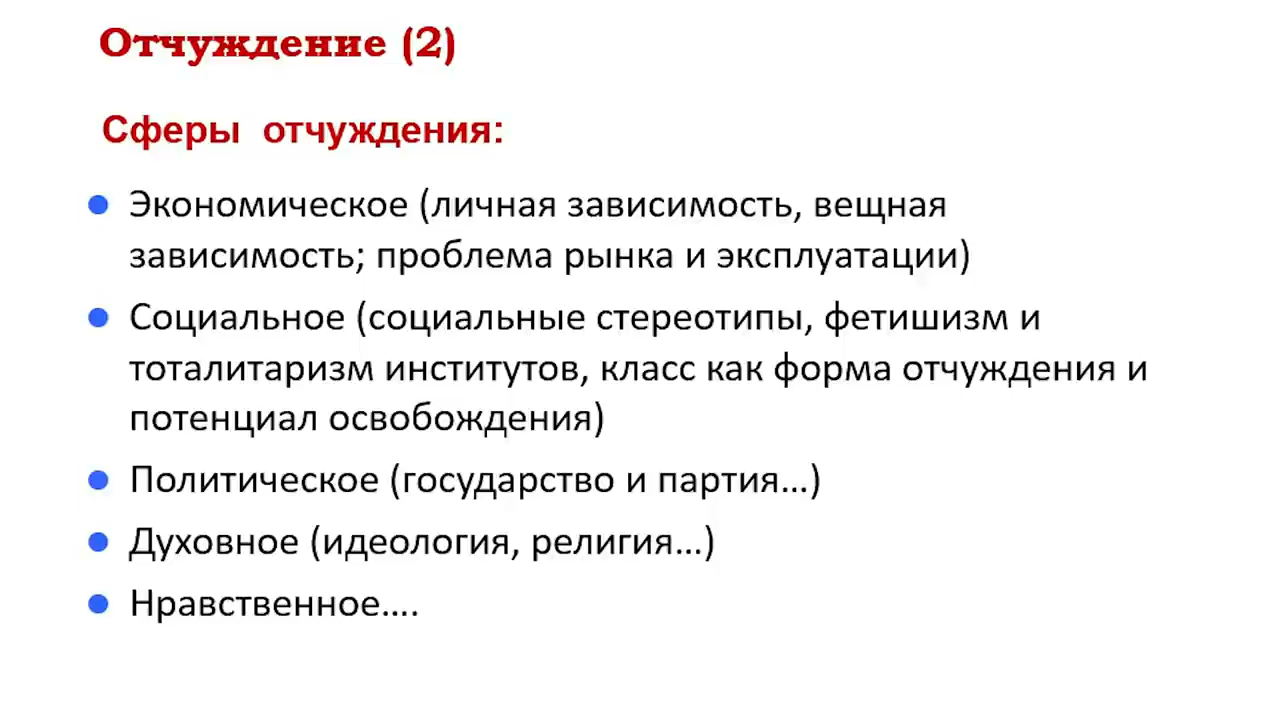 Отчуждение (2)
Сферы отчуждения:
Экономическое (личная зависимость, вещная
зависимость; проблема рынка и эксплуатации)
Социальное (социальные стереотипы, фетишизм и
тоталитаризм институтов, класс как форма отчуждения и
потенциал освобождения)
Политическое (государство и партия…)
Духовное (идеология, религия…)
Нравственное….